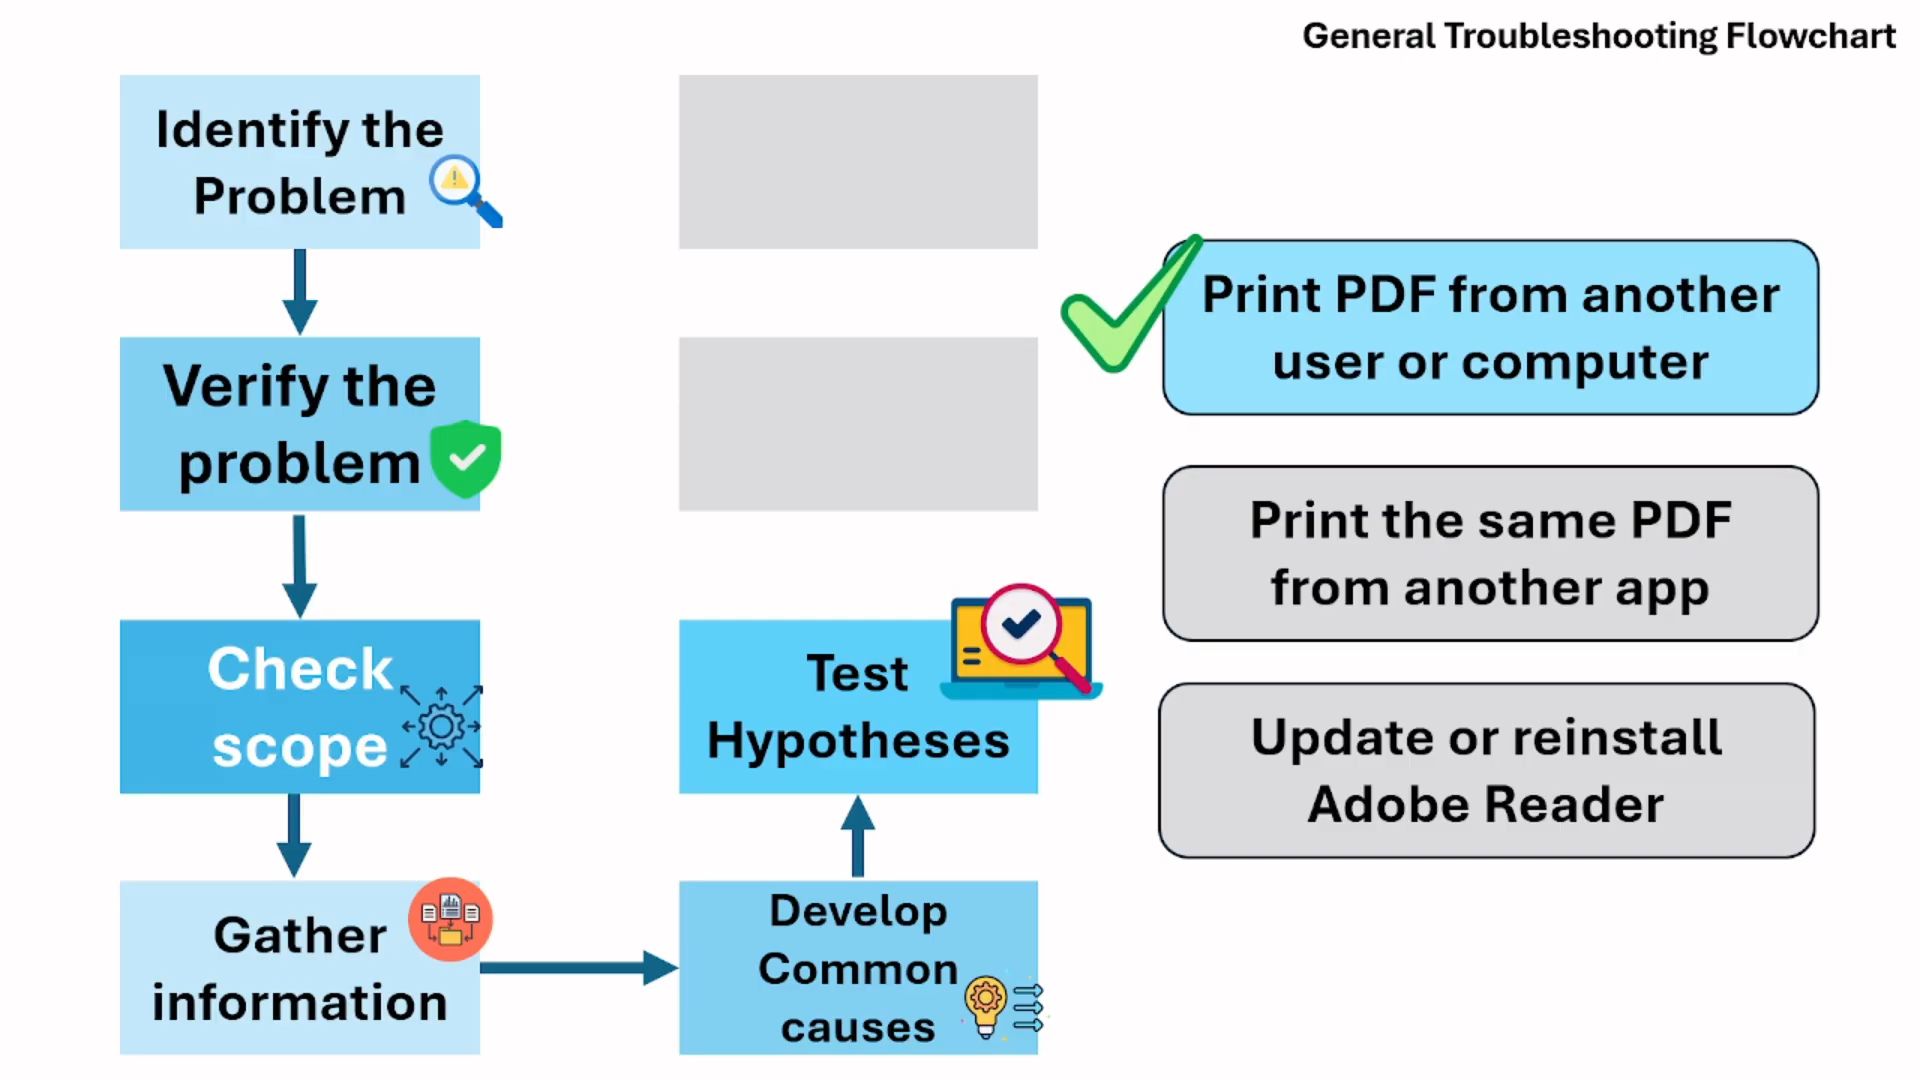 General Troubleshooting Flowchart
Identify the
Problem
Verify the
problem
Check
scope
Gather
information
Develop
Common
causes
Test
Hypotheses
Print PDF from another
user or computer
Print the same PDF
from another app
Update or reinstall
Adobe Reader